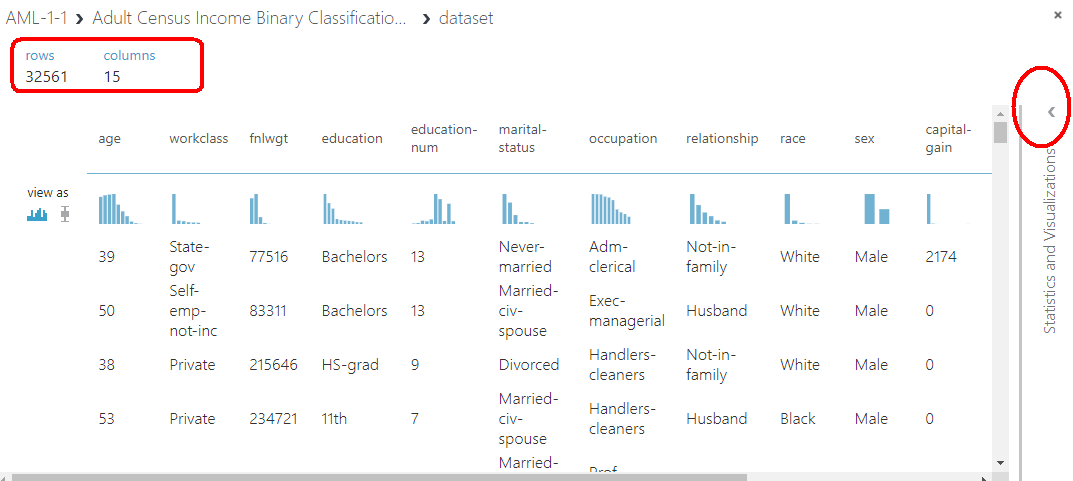 AML-1-1 › Adult Census Income Binary Classificatio... › dataset
rows columns
32561 15
age workclass fnlwgt education education-num marital-status occupation relationship race sex capital-gain
view as
39 State-gov 77516 Bachelors 13 Never-married Adm-clerical Not-in-family White Male 2174
50 Self-emp-not-inc 83311 Bachelors 13 Married-civ-spouse Exec-managerial Husband White Male 0
38 Private 215646 HS-grad 9 Divorced Handlers-cleaners Not-in-family White Male 0
53 Private 234721 11th 7 Married-civ-spouse Handlers-cleaners Husband Black Male 0
Married-
Statistics and Visualizations